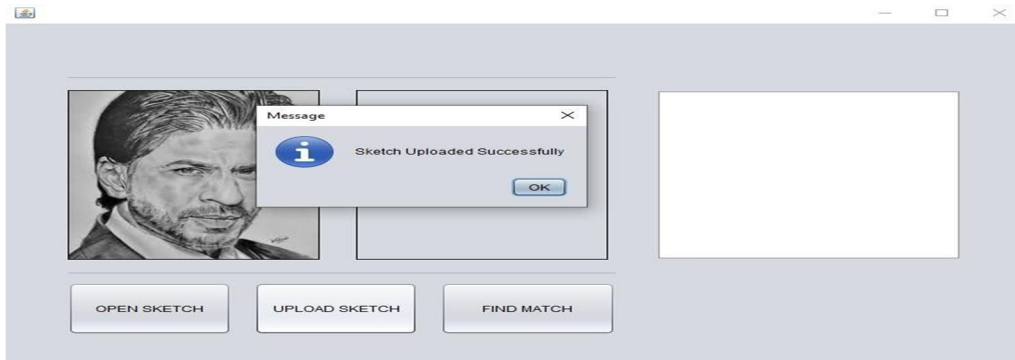 Message
Sketch Uploaded Successfully
OK
OPEN SKETCH
UPLOAD SKETCH
FIND MATCH